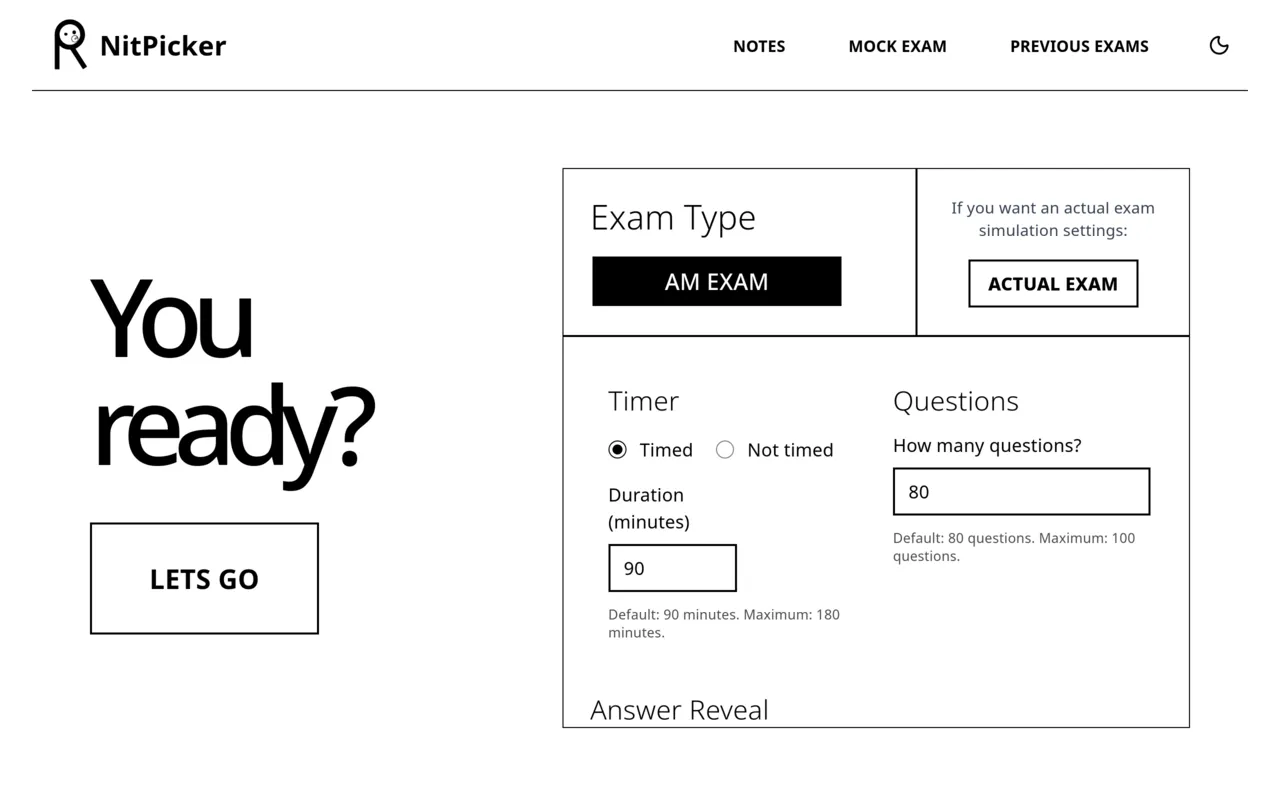 NitPicker
NOTES
MOCK EXAM
PREVIOUS EXAMS
You
ready?
LETS GO
Exam Type
AM EXAM
If you want an actual exam
simulation settings:
ACTUAL EXAM
Timer
Timed
Not timed
Duration
(minutes)
90
Default: 90 minutes. Maximum: 180
minutes.
Questions
How many questions?
80
Default: 80 questions. Maximum: 100
questions.
Answer Reveal